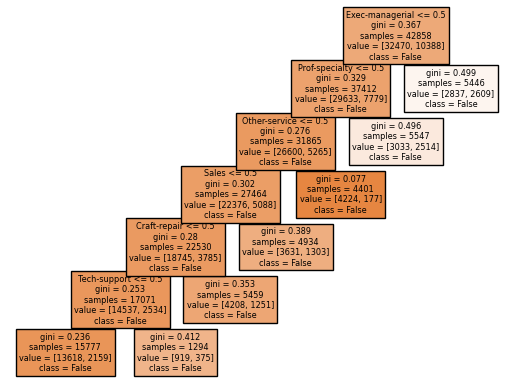 Exec-managerial <= 0.5
gini = 0.367
samples = 42858
value = [32470, 10388]
class = False
Prof-specialty <= 0.5
gini = 0.329
samples = 37412
value = [29633, 7779]
class = False
gini = 0.499
samples = 5446
value = [2837, 2609]
class = False
Other-service <= 0.5
gini = 0.276
samples = 31865
value = [26600, 5265]
class = False
gini = 0.496
samples = 5547
value = [3033, 2514]
class = False
Sales <= 0.5
gini = 0.302
samples = 27464
value = [22376, 5088]
class = False
gini = 0.077
samples = 4401
value = [4224, 177]
class = False
Craft-repair <= 0.5
gini = 0.28
samples = 22530
value = [18745, 3785]
class = False
gini = 0.389
samples = 4934
value = [3631, 1303]
class = False
Tech-support <= 0.5
gini = 0.253
samples = 17071
value = [14537, 2534]
class = False
gini = 0.353
samples = 5459
value = [4208, 1251]
class = False
gini = 0.236
samples = 15777
value = [13618, 2159]
class = False
gini = 0.412
samples = 1294
value = [919, 375]
class = False